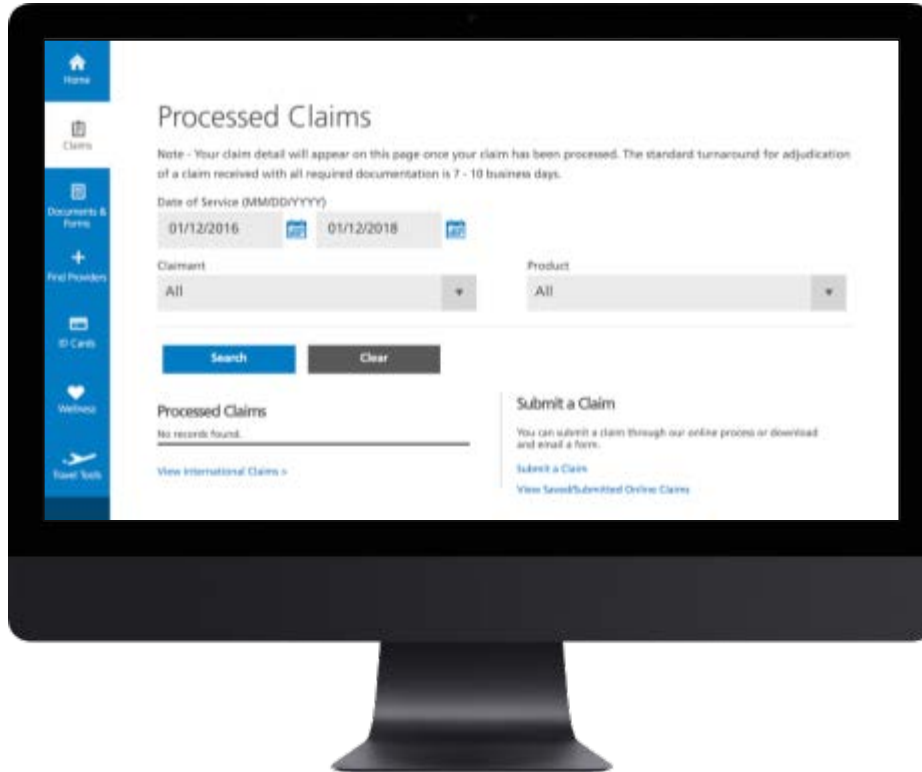 Home
Claims
Documents &
Forms
Find Providers
ID Cards
Wellness
Travel Tools
Processed Claims
Note - Your claim detail will appear on this page once your claim has been processed. The standard turnaround for adjudication
of a claim received with all required documentation is 7 - 10 business days.
Date of Service (MM/DD/YYYY)
01/12/2016 01/12/2018
Claimant Product
All All
Search Clear
Processed Claims
No records found.
View International Claims >
Submit a Claim
You can submit a claim through our online process or download
and email a form.
Submit a Claim
View Saved/Submitted Online Claims